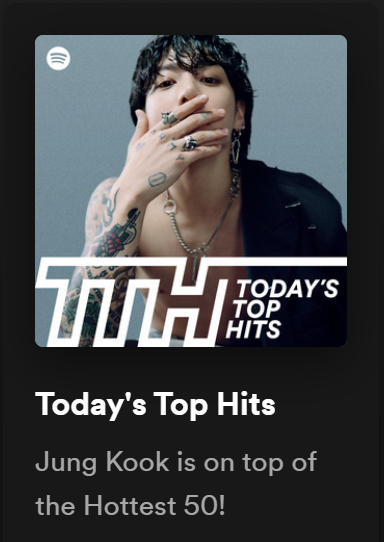 TTH TODAY'S
TOP
HITS
Today's Top Hits
Jung Kook is on top of
the Hottest 50!